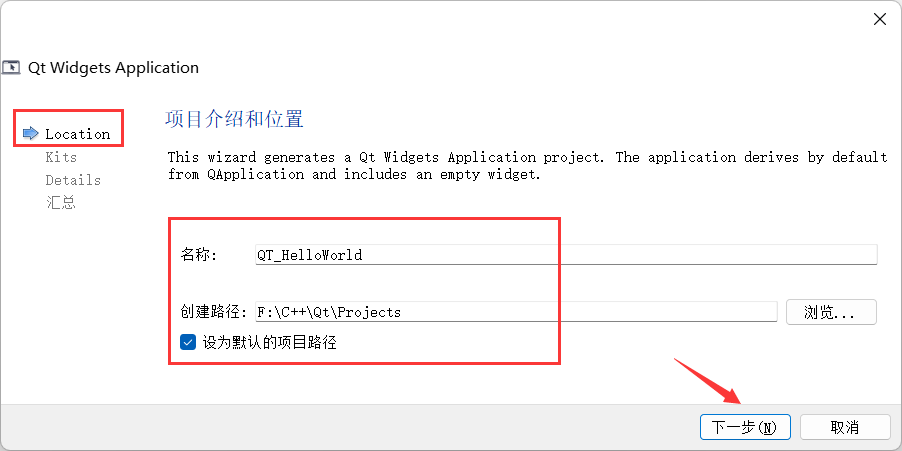 Qt Widgets Application
Location
Kits
Details
汇总
项目介绍和位置
This wizard generates a Qt Widgets Application project. The application derives by default
from QApplication and includes an empty widget.
名称: QT_HelloWorld
创建路径: F:\C++\Qt\Projects 浏览...
设为默认的项目路径
下一步(N) 取消